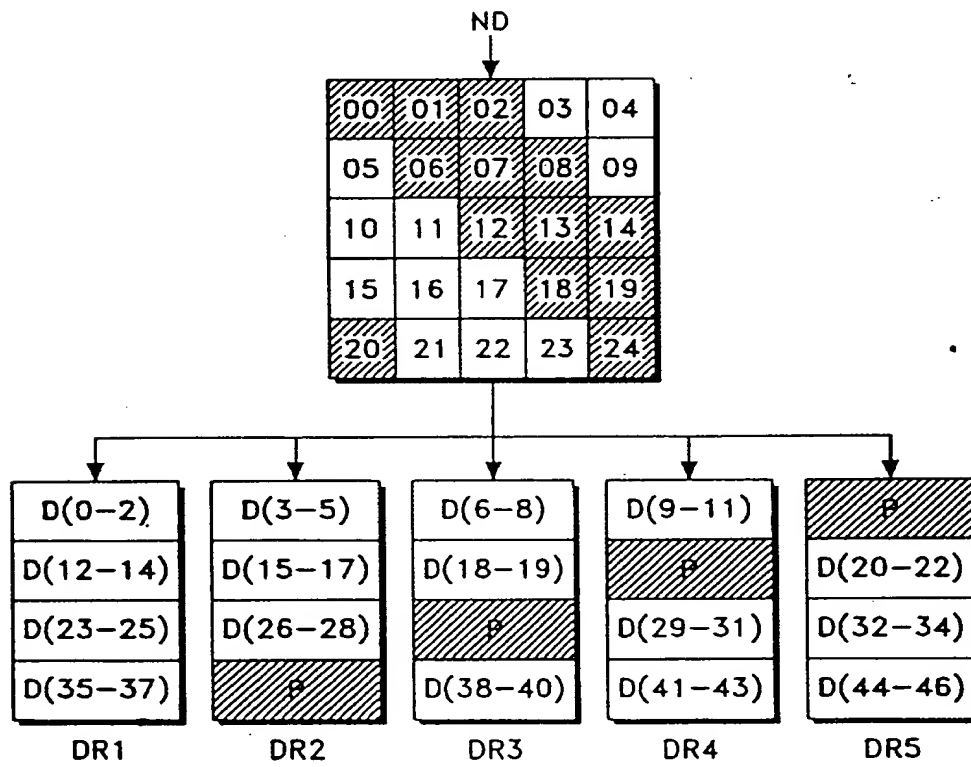 ND
00 01 02 03 04
05 06 07 08 09
10 11 12 13 14
15 16 17 18 19
20 21 22 23 24
D(0-2) D(3-5) D(6-8) D(9-11) P
D(12-14) D(15-17) D(18-19) P D(20-22)
D(23-25) D(26-28) P D(29-31) D(32-34)
D(35-37) P D(38-40) D(41-43) D(44-46)
DR1 DR2 DR3 DR4 DR5